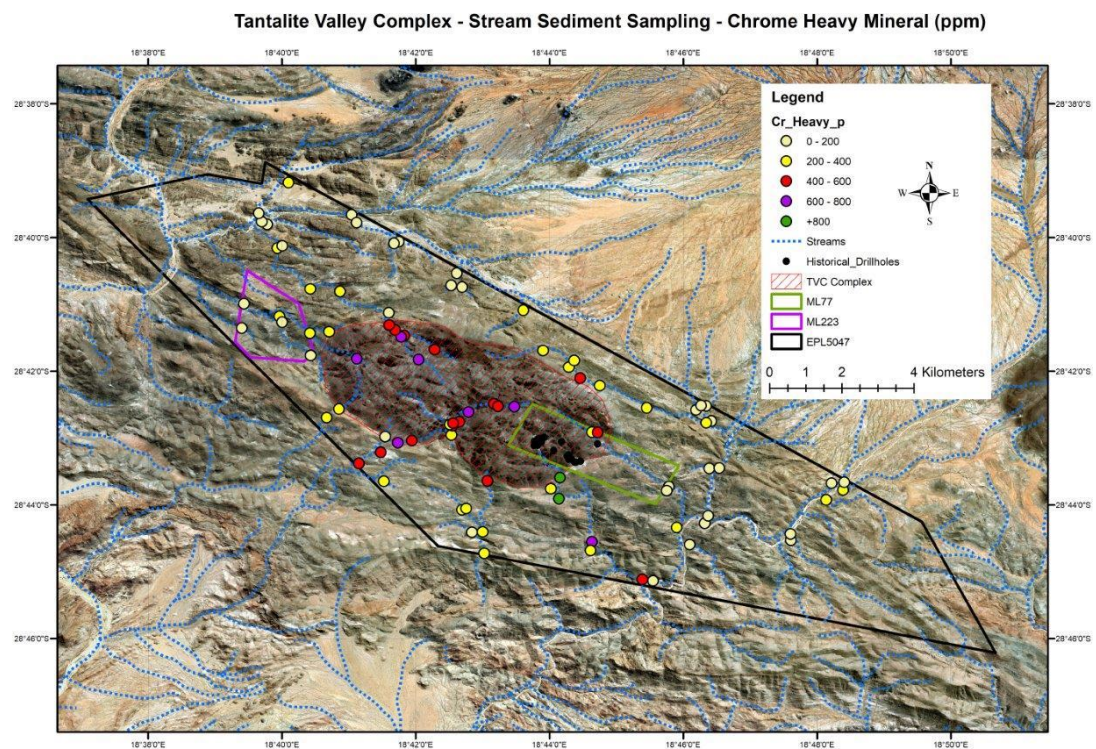 Tantalite Valley Complex - Stream Sediment Sampling - Chrome Heavy Mineral (ppm)
18°38'0"E 18°40'0"E 18°42'0"E 18°44'0"E 18°46'0"E 18°48'0"E 18°50'0"E
28°38'0"S 28°38'0"S
Legend
Cr_Heavy_p
0 - 200
200 - 400
400 - 600
600 - 800
+800
N
W E
S
Streams
Historical_Drillholes
TVC Complex
ML77
ML223
EPL5047
0 1 2 4 Kilometers
28°40'0"S 28°40'0"S
28°42'0"S 28°42'0"S
28°44'0"S 28°44'0"S
28°46'0"S 28°46'0"S
18°38'0"E 18°40'0"E 18°42'0"E 18°44'0"E 18°46'0"E 18°48'0"E 18°50'0"E